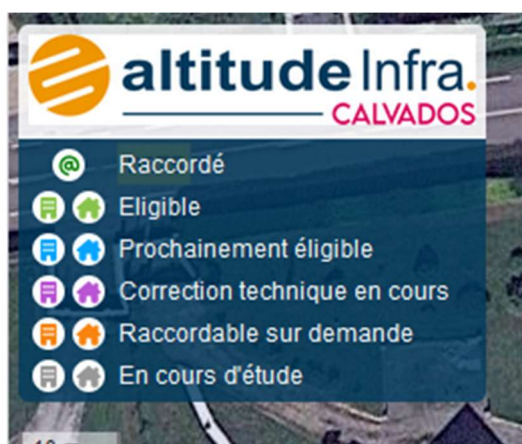 altitude Infra.
CALVADOS
@ Raccordé
Eligible
Prochainement éligible
Correction technique en cours
Raccordable sur demande
En cours d'étude